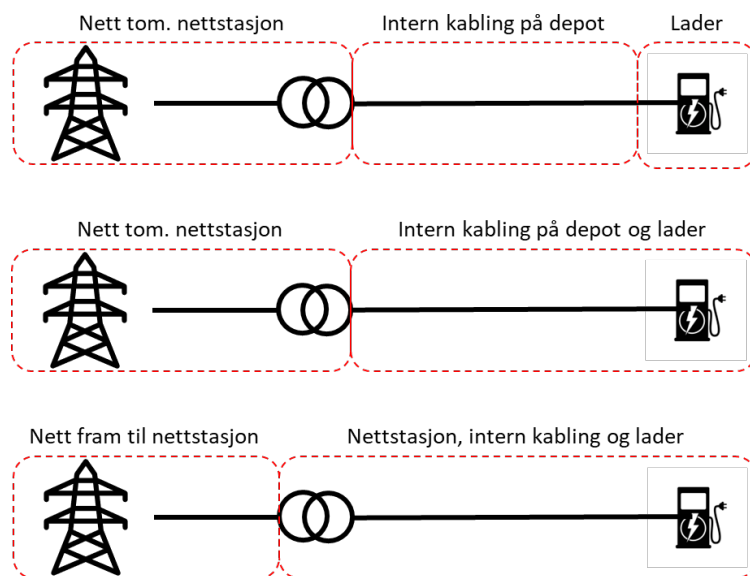 Nett tom. nettstasjon Intern kabling på depot Lader
Nett tom. nettstasjon Intern kabling på depot og lader
Nett fram til nettstasjon Nettstasjon, intern kabling og lader